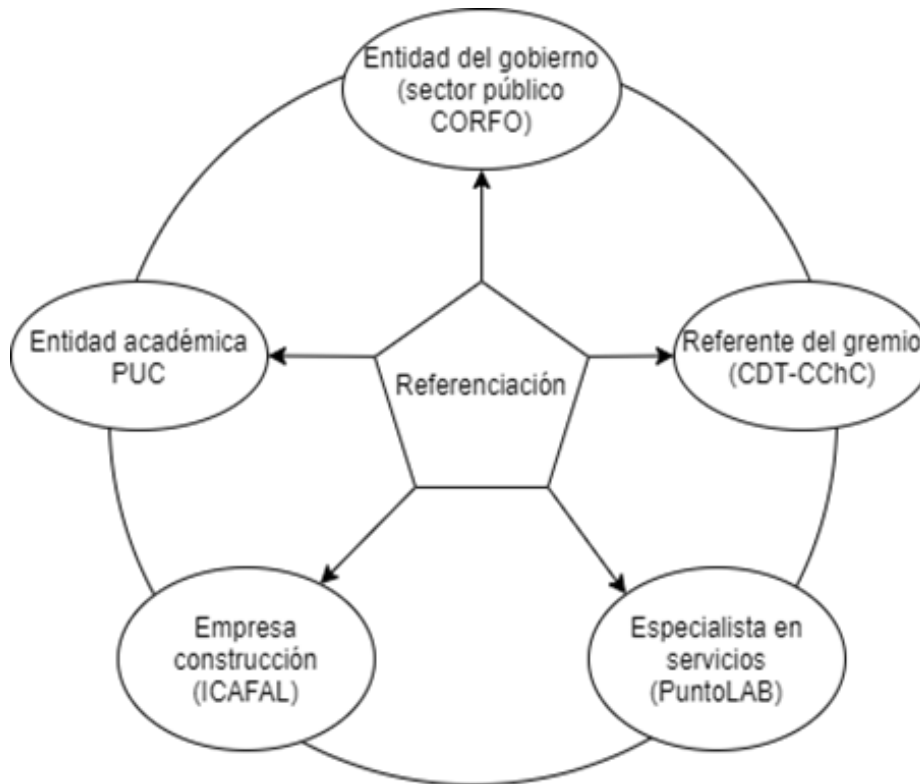 Entidad del gobierno
(sector público
CORFO)
Entidad académica
PUC
Referenciación
Referente del gremio
(CDT-CChC)
Empresa
construcción
(ICAFAL)
Especialista en
servicios
(PuntoLAB)